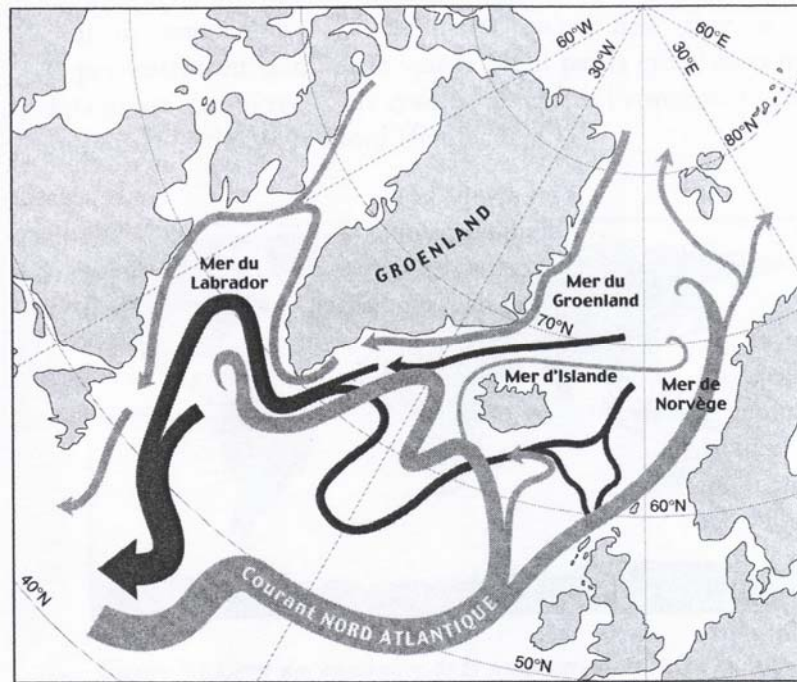 60°W
30°W
30°E
60°E
80°N
GROENLAND
Mer du
Labrador
Mer du
Groenland
70°N
Mer d'Islande
Mer de
Norvège
60°N
Courant NORD ATLANTIQUE
40°N
50°N